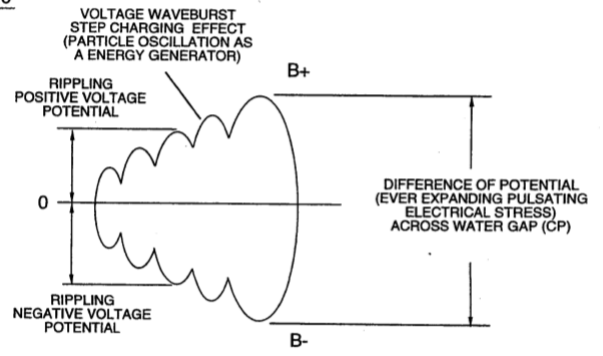 VOLTAGE WAVEBURST
STEP CHARGING EFFECT
(PARTICLE OSCILLATION AS
A ENERGY GENERATOR)
B+
RIPPLING
POSITIVE VOLTAGE
POTENTIAL
0
DIFFERENCE OF POTENTIAL
(EVER EXPANDING PULSATING
ELECTRICAL STRESS)
ACROSS WATER GAP (CP)
RIPPLING
NEGATIVE VOLTAGE
POTENTIAL
B-